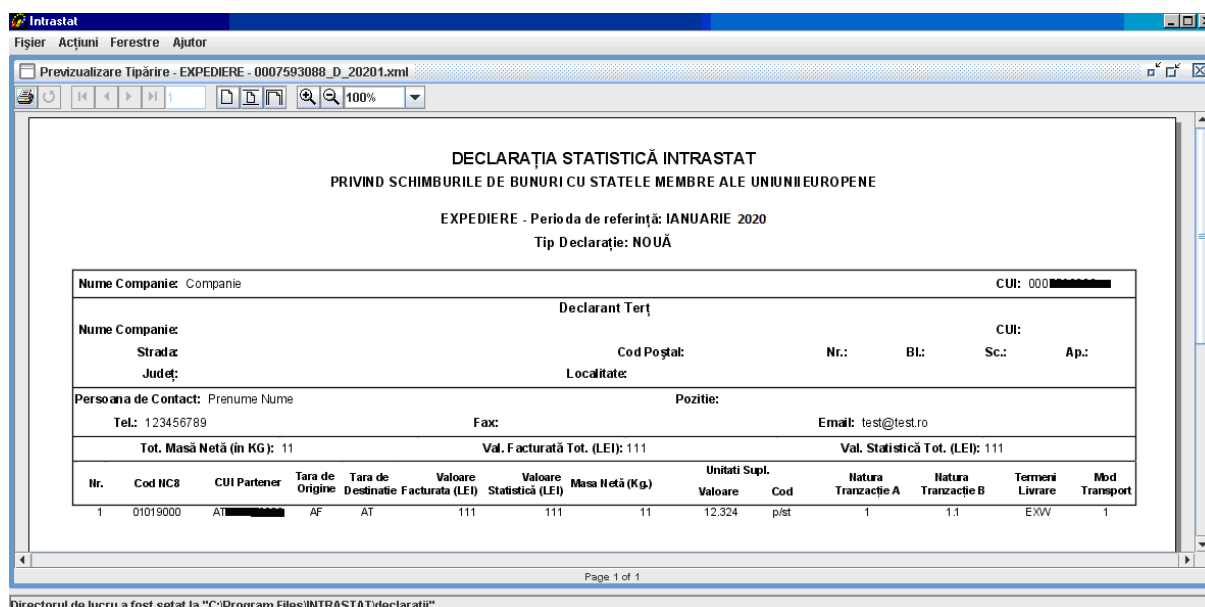 Intrastat
Fișier Acțiuni Ferestre Ajutor
Previzualizare Tipărire - EXPEDIERE - 0007593088_D_20201.xml
1 100%
DECLARAȚIA STATISTICĂ INTRASTAT
PRIVIND SCHIMBURILE DE BUNURI CU STATELE MEMBRE ALE UNIUNII EUROPENE
EXPEDIERE - Perioda de referință: IANUARIE 2020
Tip Declarație: NOUĂ
Nume Companie: Companie CUI: 000
Declarant Terț
Nume Companie: CUI:
Strada: Cod Poștal: Nr.: Bl.: Sc.: Ap.:
Județ: Localitate:
Persoana de Contact: Prenume Nume Pozitie:
Tel.: 123456789 Fax: Email: test@test.ro
Tot. Masă Netă (în KG): 11 Val. Facturată Tot. (LEI): 111 Val. Statistică Tot. (LEI): 111
Nr. Cod NC8 CUI Partener Tara de Origine Tara de Destinatie Valoare Facturata (LEI) Valoare Statistică (LEI) Masa Netă (Kg.) Unitati Supl. Valoare Cod Natura Tranzacție A Natura Tranzacție B Termeni Livrare Mod Transport
1 01019000 AT AF AT 111 111 11 12.324 p/st 1 1.1 EXW 1
Page 1 of 1
Directorul de lucru a fost setat la "C:\Program Files\INTRASTAT\declaratii"